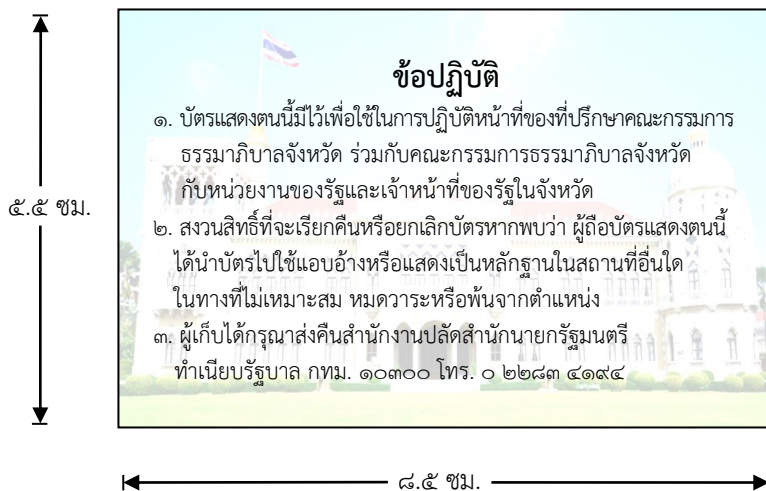 ข้อปฏิบัติ
๑. บัตรแสดงตนนี้มีไว้เพื่อใช้ในการปฏิบัติหน้าที่ของที่ปรึกษาคณะกรรมการ
ธรรมาภิบาลจังหวัด ร่วมกับคณะกรรมการธรรมาภิบาลจังหวัด
กับหน่วยงานของรัฐและเจ้าหน้าที่ของรัฐในจังหวัด
๕.๕ ซม.
๒. สงวนสิทธิ์ที่จะเรียกคืนหรือยกเลิกบัตรหากพบว่า ผู้ถือบัตรแสดงตนนี้
ได้นำบัตรไปใช้แอบอ้างหรือแสดงเป็นหลักฐานในสถานที่อื่นใด
ในทางที่ไม่เหมาะสม หมดวาระหรือพ้นจากตำแหน่ง
๓. ผู้เก็บได้กรุณาส่งคืนสำนักงานปลัดสำนักนายกรัฐมนตรี
ทำเนียบรัฐบาล กทม. ๑๐๓๐๐ โทร. ๐ ๒๒๘๓ ๔๑๙๔
๘.๕ ซม.